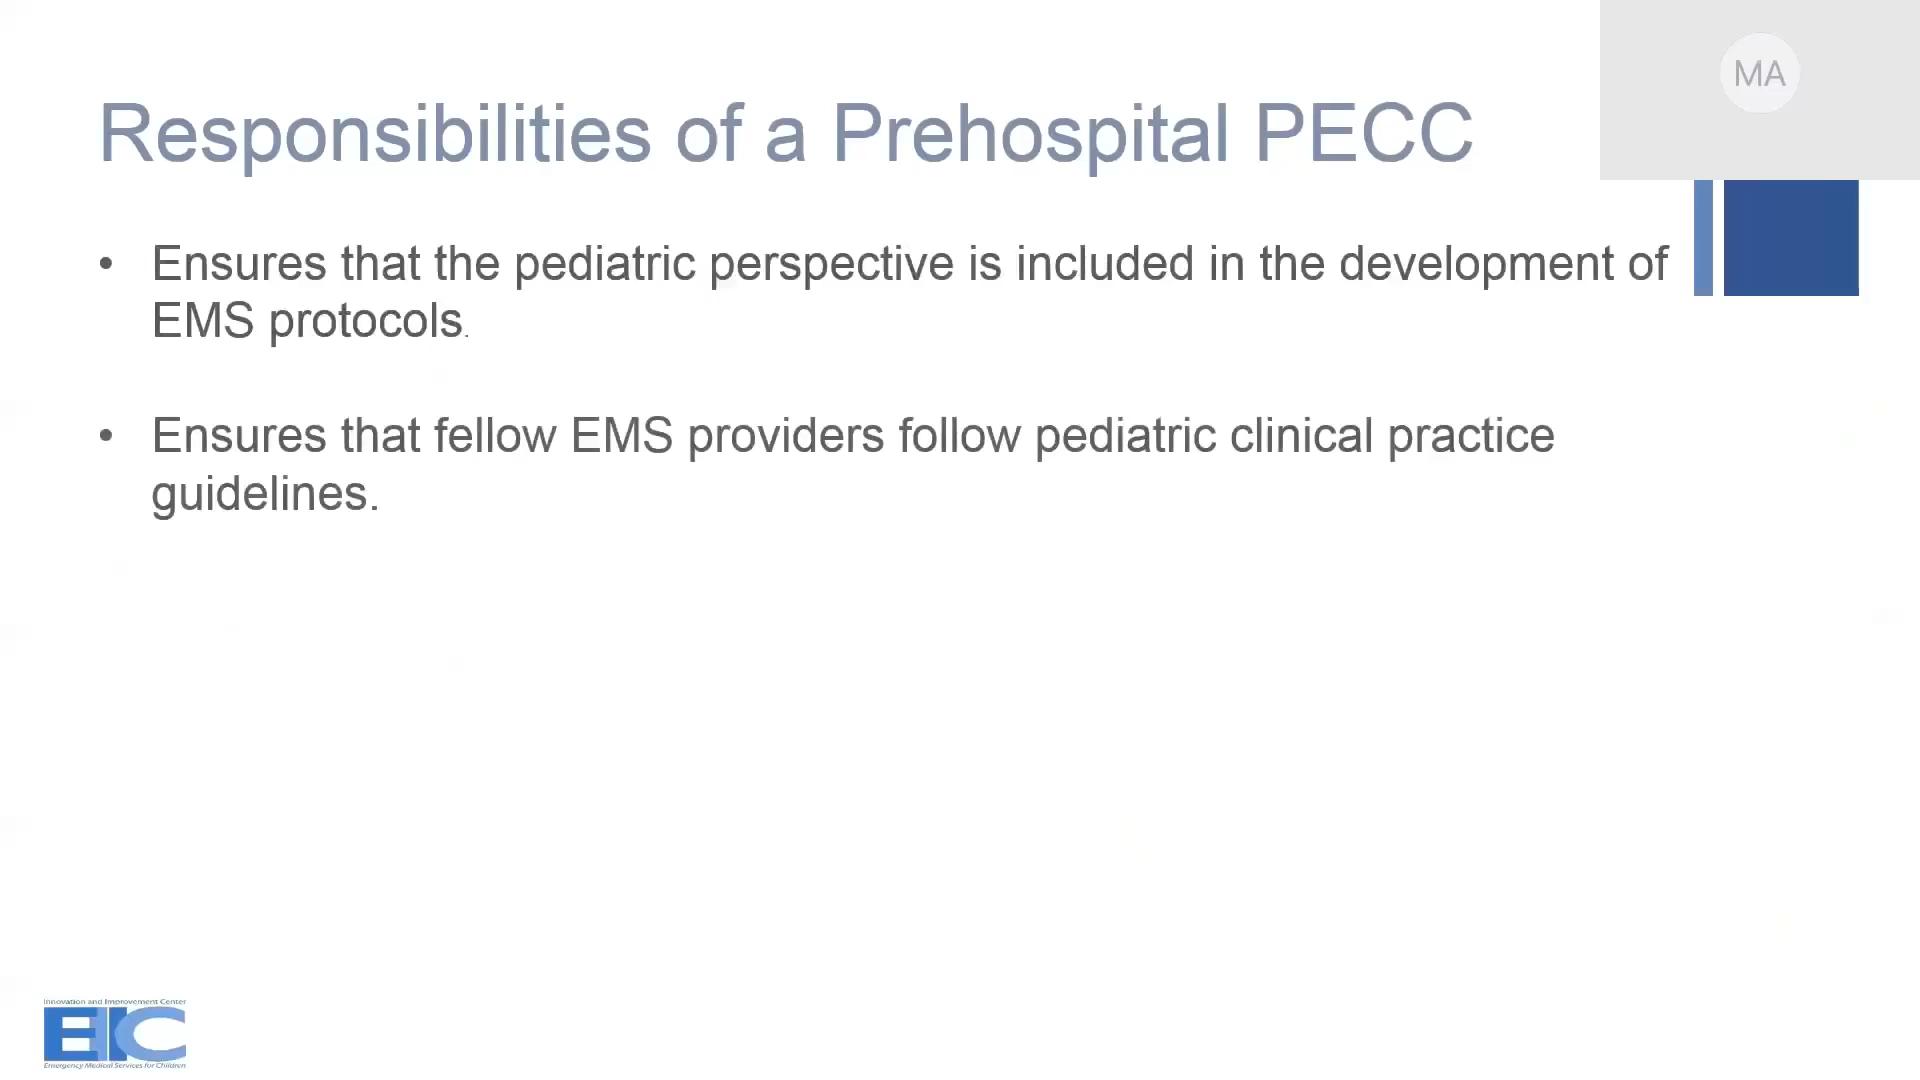 MA
Responsibilities of a Prehospital PECC
• Ensures that the pediatric perspective is included in the development of
EMS protocols.
• Ensures that fellow EMS providers follow pediatric clinical practice
guidelines.
Innovation and Improvement Center
EIIC
Emergency Medical Services for Children